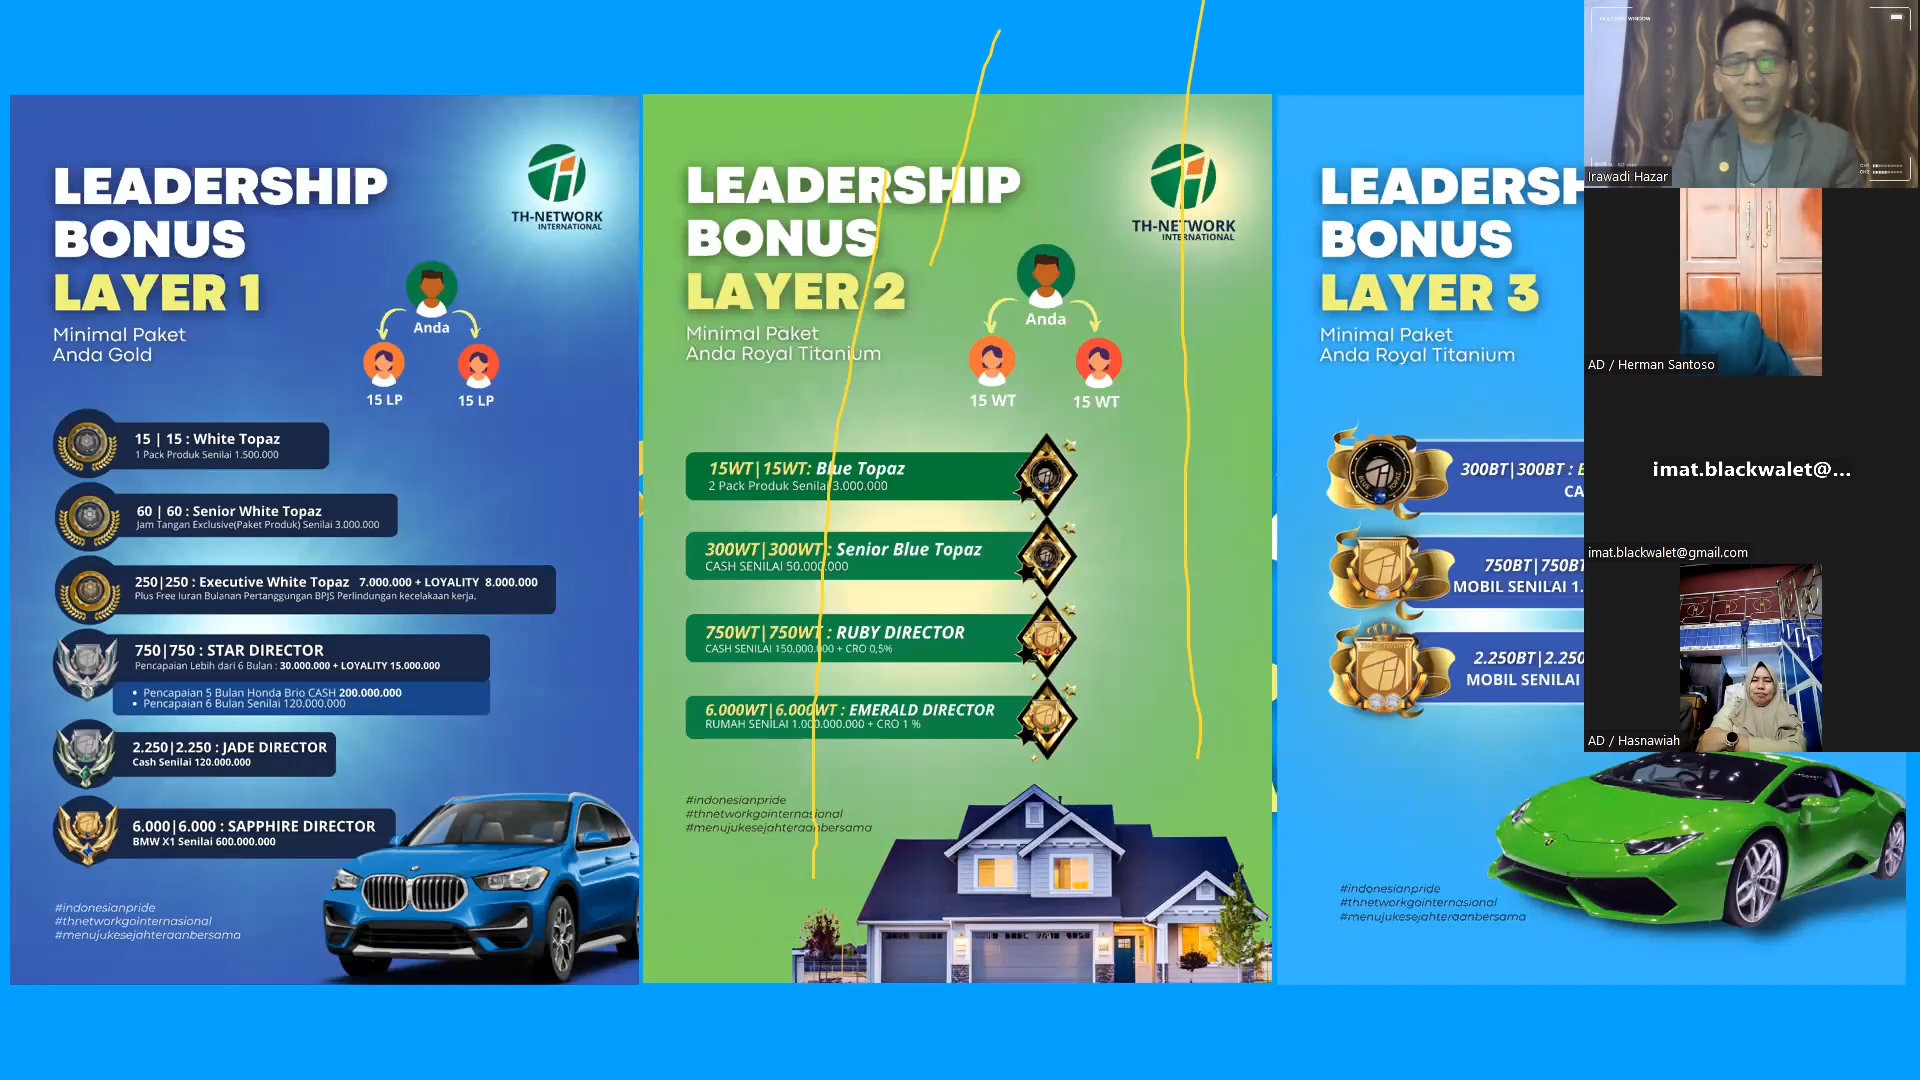 LEADERSHIP
BONUS
LAYER 1
Minimal Paket
Anda Gold
TH-NETWORK
INTERNATIONAL
Anda
15 LP
15 LP
15 | 15 : White Topaz
1 Pack Produk Senilai 1.500.000
60 | 60 : Senior White Topaz
Jam Tangan Exclusive(Paket Produk) Senilai 3.000.000
250|250 : Executive White Topaz 7.000.000 + LOYALITY 8.000.000
Plus Free Iuran Bulanan Pertanggungan BPJS Perlindungan kecelakaan kerja.
750|750 : STAR DIRECTOR
Pencapaian Lebih dari 6 Bulan : 30.000.000 + LOYALITY 15.000.000
• Pencapaian 5 Bulan Honda Brio CASH 200.000.000
• Pencapaian 6 Bulan Senilai 120.000.000
2.250|2.250 : JADE DIRECTOR
Cash Senilai 120.000.000
6.000|6.000 : SAPPHIRE DIRECTOR
BMW X1 Senilai 600.000.000
#indonesianpride
#thnetworkgointernasional
#menujukesejahteraanbersama
LEADERSHIP
BONUS
LAYER 2
Minimal Paket
Anda Royal Titanium
TH-NETWORK
INTERNATIONAL
Anda
15 WT
15 WT
15WT|15WT: Blue Topaz
2 Pack Produk Senilai 3.000.000
300WT|300WT : Senior Blue Topaz
CASH SENILAI 50.000.000
750WT|750WT : RUBY DIRECTOR
CASH SENILAI 150.000.000 + CRO 0,5%
6.000WT|6.000WT : EMERALD DIRECTOR
RUMAH SENILAI 1.000.000.000 + CRO 1 %
#indonesianpride
#thnetworkgointernasional
#menujukesejahteraanbersama
LEADERSH
BONUS
LAYER 3
Minimal Paket
Anda Royal Titanium
300BT|300BT :
CA
750BT|750BT
MOBIL SENILAI 1.
2.250BT|2.250
MOBIL SENILAI
#indonesianpride
#thnetworkgointernasional
#menujukesejahteraanbersama
Irawadi Hazar
AD / Herman Santoso
imat.blackwalet@...
imat.blackwalet@gmail.com
AD / Hasnawiah